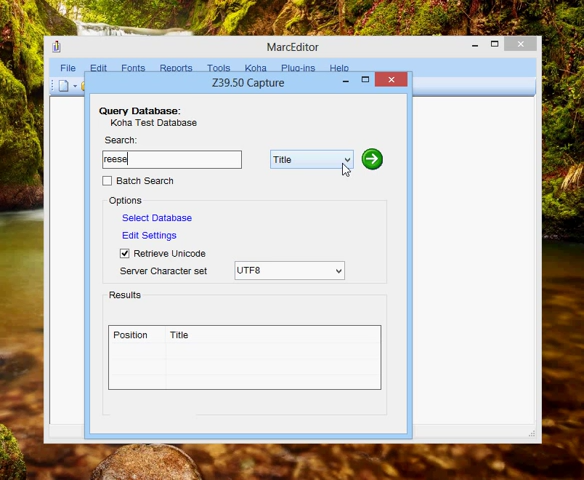 MarcEditor
File Edit Fonts Reports Tools Koha Plug-ins Help
Z39.50 Capture
Query Database:
Koha Test Database
Search:
reese Title
Batch Search
Options
Select Database
Edit Settings
Retrieve Unicode
Server Character set UTF8
Results
Position Title